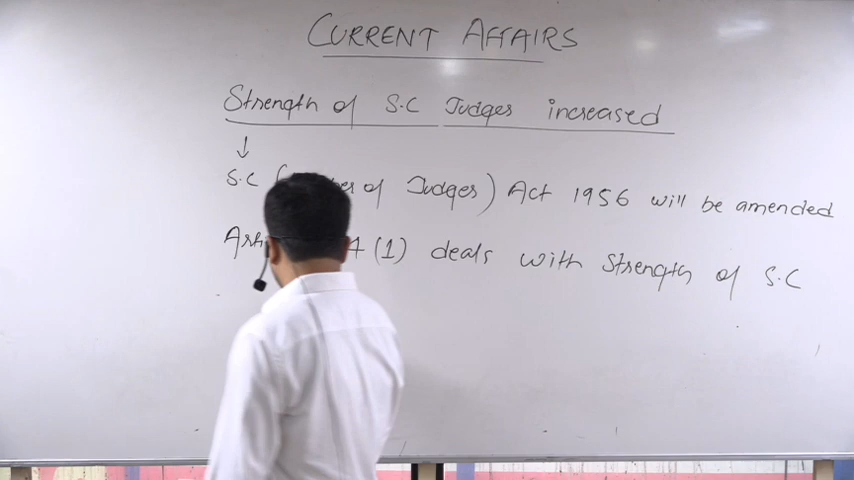 CURRENT AFFAIRS
Strength of S.C Judges increased
↓
S.C ( of Judges) Act 1956 will be amended
(1) deals with Strength of S.C